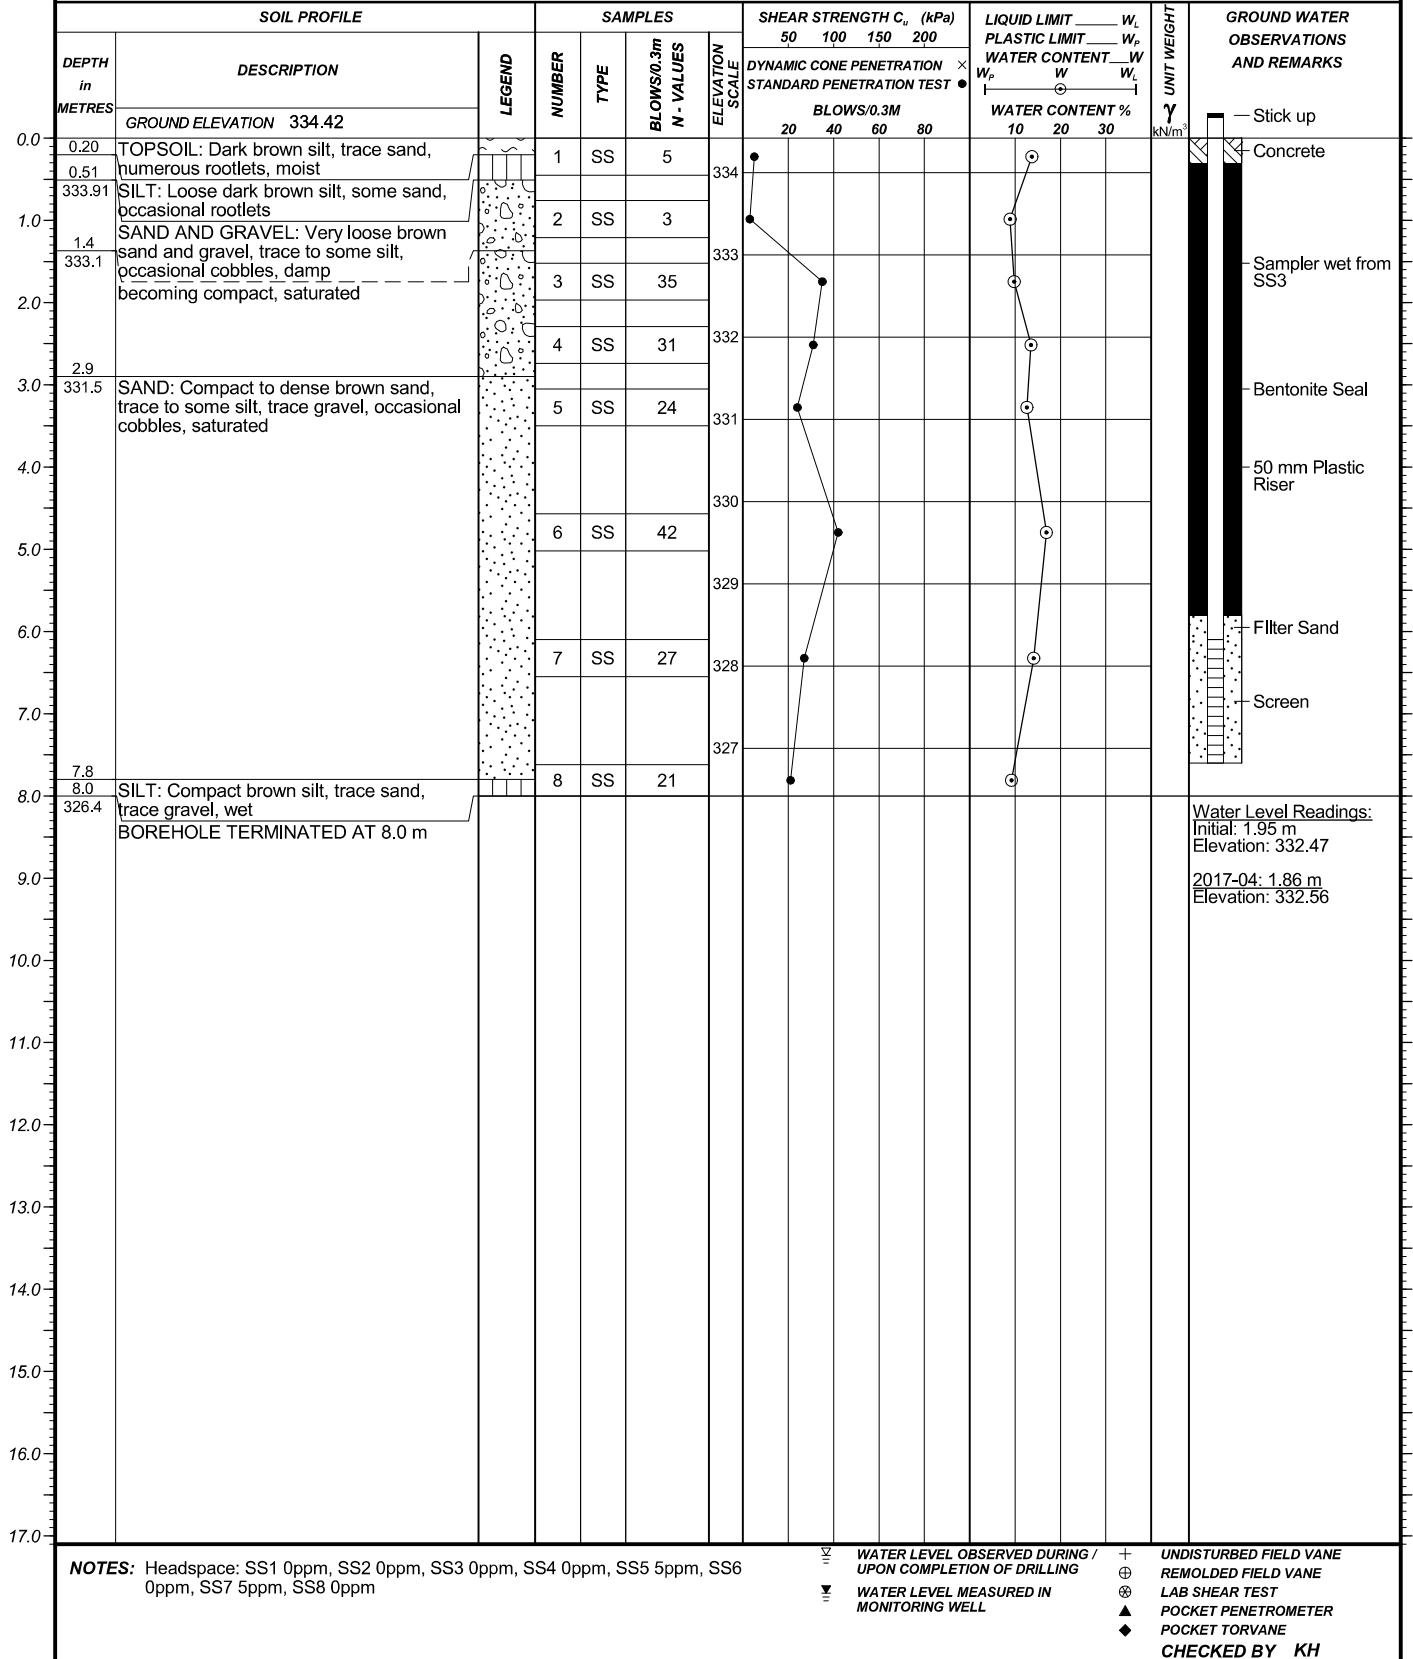 SOIL PROFILE
SAMPLES
SHEAR STRENGTH Cu (kPa)
50 100 150 200
DYNAMIC CONE PENETRATION ×
STANDARD PENETRATION TEST ●
BLOWS/0.3M
20 40 60 80
LIQUID LIMIT _____ WL
PLASTIC LIMIT ____ WP
WATER CONTENT__W
WP W WL
WATER CONTENT %
10 20 30
UNIT WEIGHT
γ
kN/m³
GROUND WATER
OBSERVATIONS
AND REMARKS
DEPTH
in
METRES
DESCRIPTION
GROUND ELEVATION 334.42
LEGEND
NUMBER
TYPE
BLOWS/0.3m
N - VALUES
ELEVATION
SCALE
0.0
1.0
2.0
3.0
4.0
5.0
6.0
7.0
8.0
9.0
10.0
11.0
12.0
13.0
14.0
15.0
16.0
17.0
0.20
0.51
333.91
1.4
333.1
2.9
331.5
7.8
8.0
326.4
TOPSOIL: Dark brown silt, trace sand,
numerous rootlets, moist
SILT: Loose dark brown silt, some sand,
occasional rootlets
SAND AND GRAVEL: Very loose brown
sand and gravel, trace to some silt,
occasional cobbles, damp
becoming compact, saturated
SAND: Compact to dense brown sand,
trace to some silt, trace gravel, occasional
cobbles, saturated
SILT: Compact brown silt, trace sand,
trace gravel, wet
BOREHOLE TERMINATED AT 8.0 m
1 SS 5
2 SS 3
3 SS 35
4 SS 31
5 SS 24
6 SS 42
7 SS 27
8 SS 21
334
333
332
331
330
329
328
327
Stick up
Concrete
Sampler wet from
SS3
Bentonite Seal
50 mm Plastic
Riser
FIlter Sand
Screen
Water Level Readings:
Initial: 1.95 m
Elevation: 332.47
2017-04: 1.86 m
Elevation: 332.56
NOTES: Headspace: SS1 0ppm, SS2 0ppm, SS3 0ppm, SS4 0ppm, SS5 5ppm, SS6
0ppm, SS7 5ppm, SS8 0ppm
WATER LEVEL OBSERVED DURING /
UPON COMPLETION OF DRILLING
WATER LEVEL MEASURED IN
MONITORING WELL
UNDISTURBED FIELD VANE
REMOLDED FIELD VANE
LAB SHEAR TEST
POCKET PENETROMETER
POCKET TORVANE
CHECKED BY KH